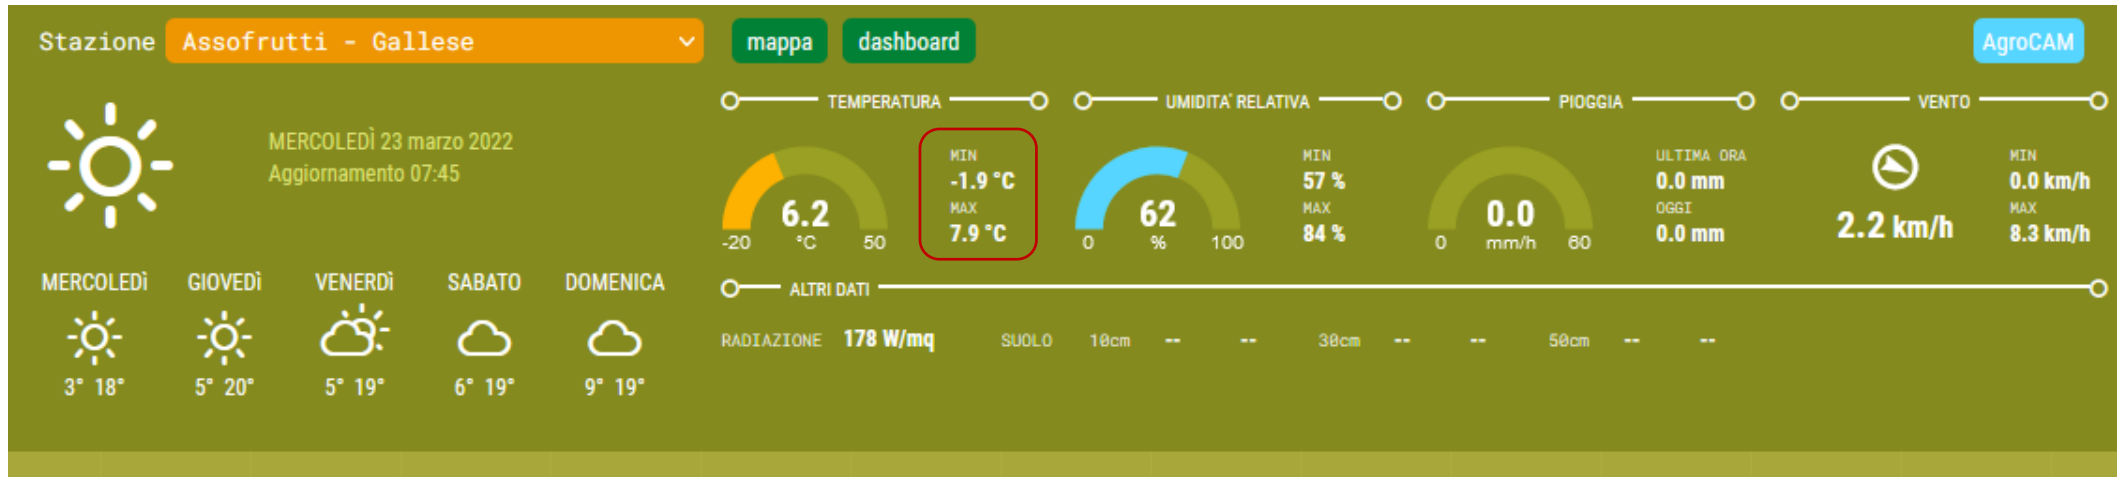 Stazione Assofrutti - Gallese mappa dashboard AgroCAM
MERCOLEDÌ 23 marzo 2022
Aggiornamento 07:45
MERCOLEDÌ GIOVEDÌ VENERDÌ SABATO DOMENICA
3° 18° 5° 20° 5° 19° 6° 19° 9° 19°
TEMPERATURA
6.2
°C
-20 50
MIN
-1.9 °C
MAX
7.9 °C
UMIDITA' RELATIVA
62
%
0 100
MIN
57 %
MAX
84 %
PIOGGIA
0.0
mm/h
0 60
ULTIMA ORA
0.0 mm
OGGI
0.0 mm
VENTO
2.2 km/h
MIN
0.0 km/h
MAX
8.3 km/h
ALTRI DATI
RADIAZIONE 178 W/mq SUOLO 10cm -- -- 30cm -- -- 50cm -- --